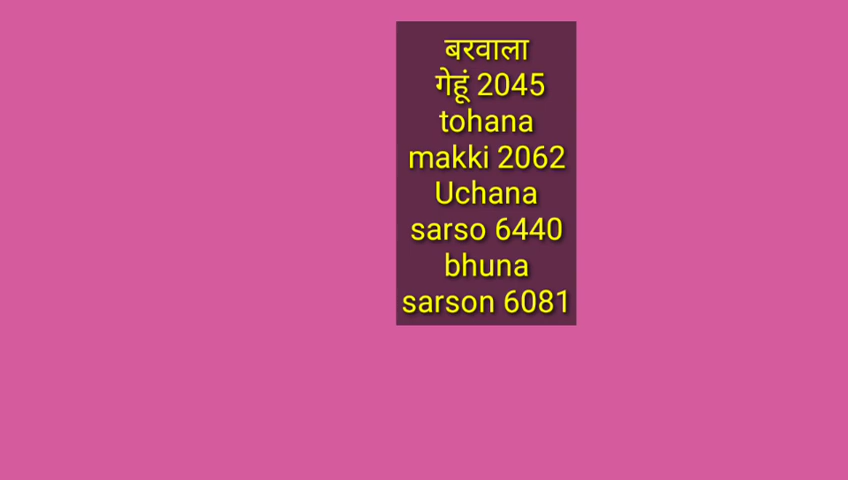 बरवाला
गेहूं 2045
tohana
makki 2062
Uchana
sarso 6440
bhuna
sarson 6081